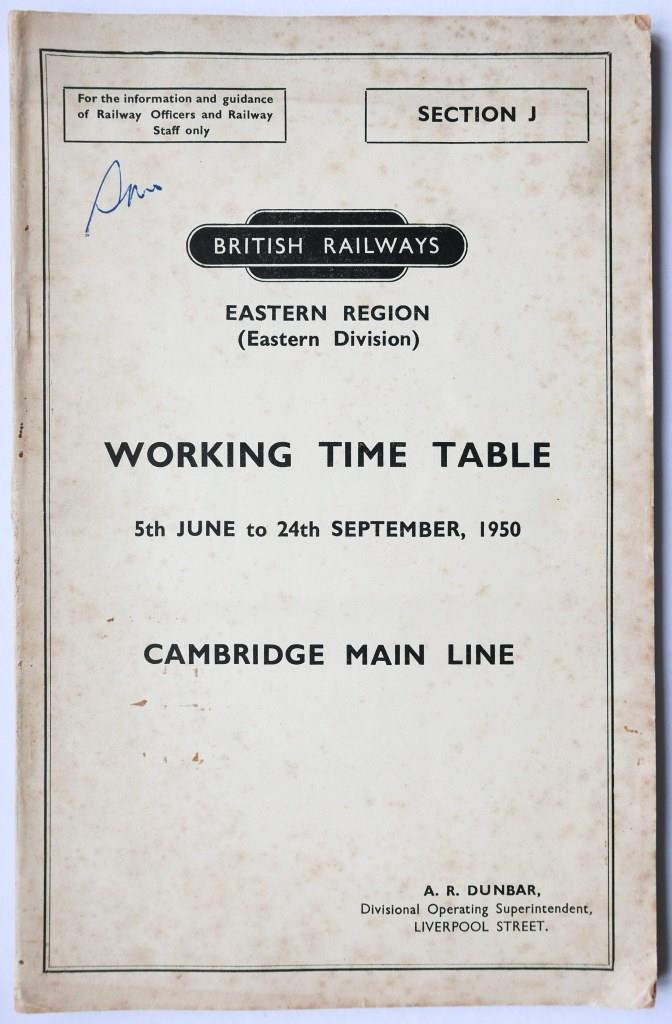 For the information and guidance
of Railway Officers and Railway
Staff only
SECTION J
BRITISH RAILWAYS
EASTERN REGION
(Eastern Division)
WORKING TIME TABLE
5th JUNE to 24th SEPTEMBER, 1950
CAMBRIDGE MAIN LINE
A. R. DUNBAR,
Divisional Operating Superintendent,
LIVERPOOL STREET.